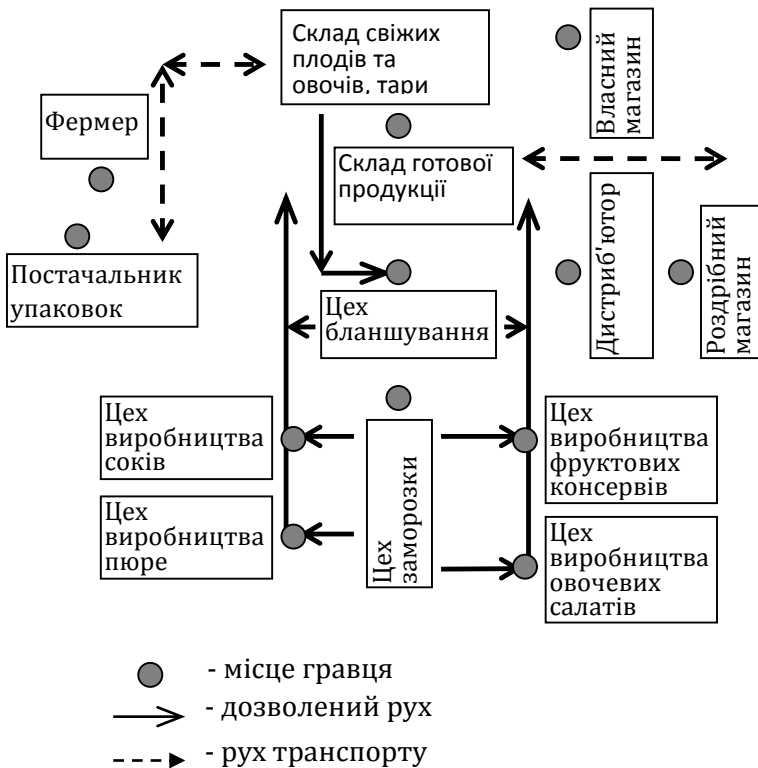 Склад свіжих
плодів та
овочів, тари
Власний
магазин
Фермер
Склад готової
продукції
Постачальник
упаковок
Дистриб'ютор
Роздрібний
магазин
Цех
бланшування
Цех
виробництва
соків
Цех
заморозки
Цех
виробництва
фруктових
консервів
Цех
виробництва
пюре
Цех
виробництва
овочевих
салатів
- місце гравця
- дозволений рух
- рух транспорту